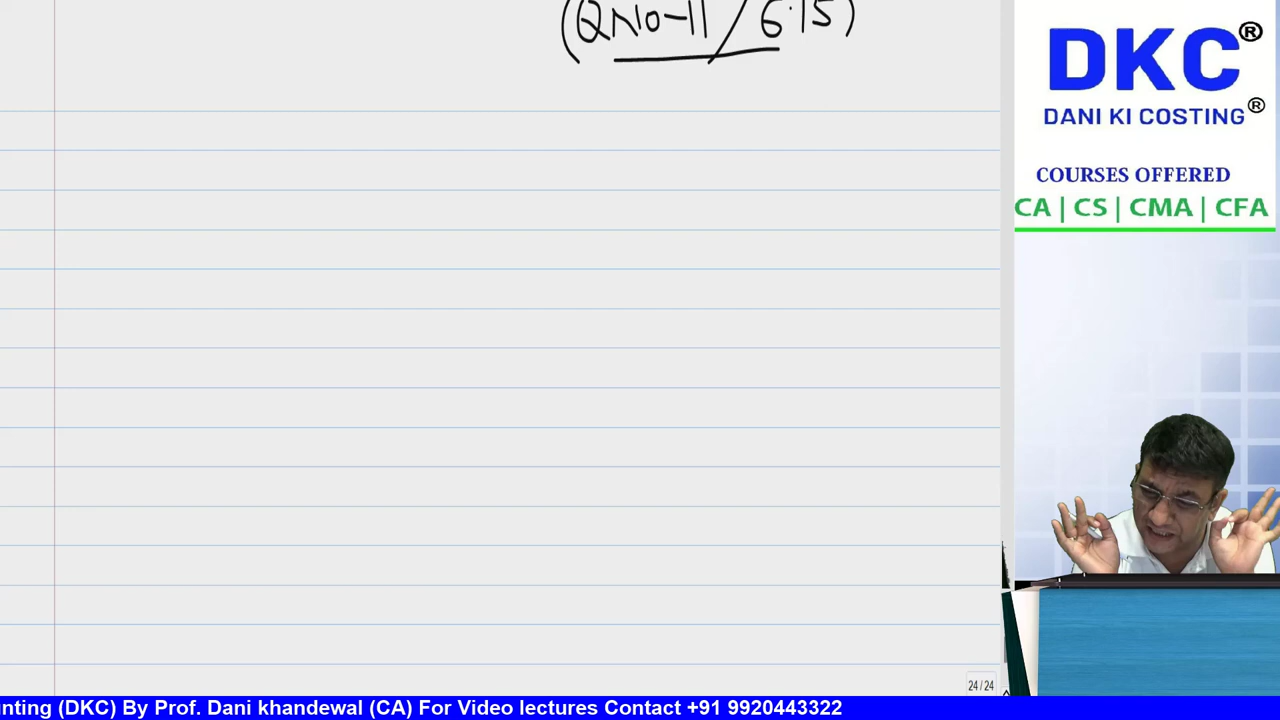 (QNo-11 / 6.15)
DKC®
DANI KI COSTING®
COURSES OFFERED
CA | CS | CMA | CFA
24 / 24
nting (DKC) By Prof. Dani khandewal (CA) For Video lectures Contact +91 9920443322